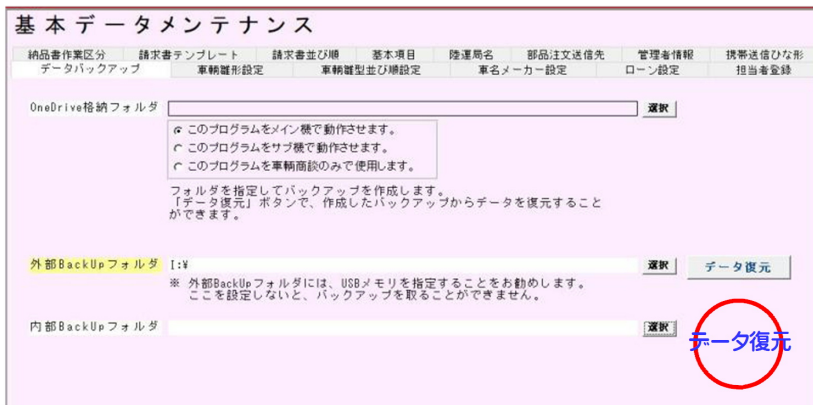 基本データメンテナンス
納品書作業区分 請求書テンプレート 請求書並び順 基本項目 陸運局名 部品注文送信先 管理者情報 携帯送信ひな形
データバックアップ 車輌雛形設定 車輌雛型並び順設定 車名メーカー設定 ローン設定 担当者登録
OneDrive格納フォルダ 選択
このプログラムをメイン機で動作させます。
このプログラムをサブ機で動作させます。
このプログラムを車輌商談のみで使用します。
フォルダを指定してバックアップを作成します。
「データ復元」ボタンで、作成したバックアップからデータを復元すること
ができます。
外部BackUpフォルダ I:¥ 選択 データ復元
※ 外部BackUpフォルダには、USBメモリを指定することをお勧めします。
ここを設定しないと、バックアップを取ることができません。
内部BackUpフォルダ 選択 データ復元